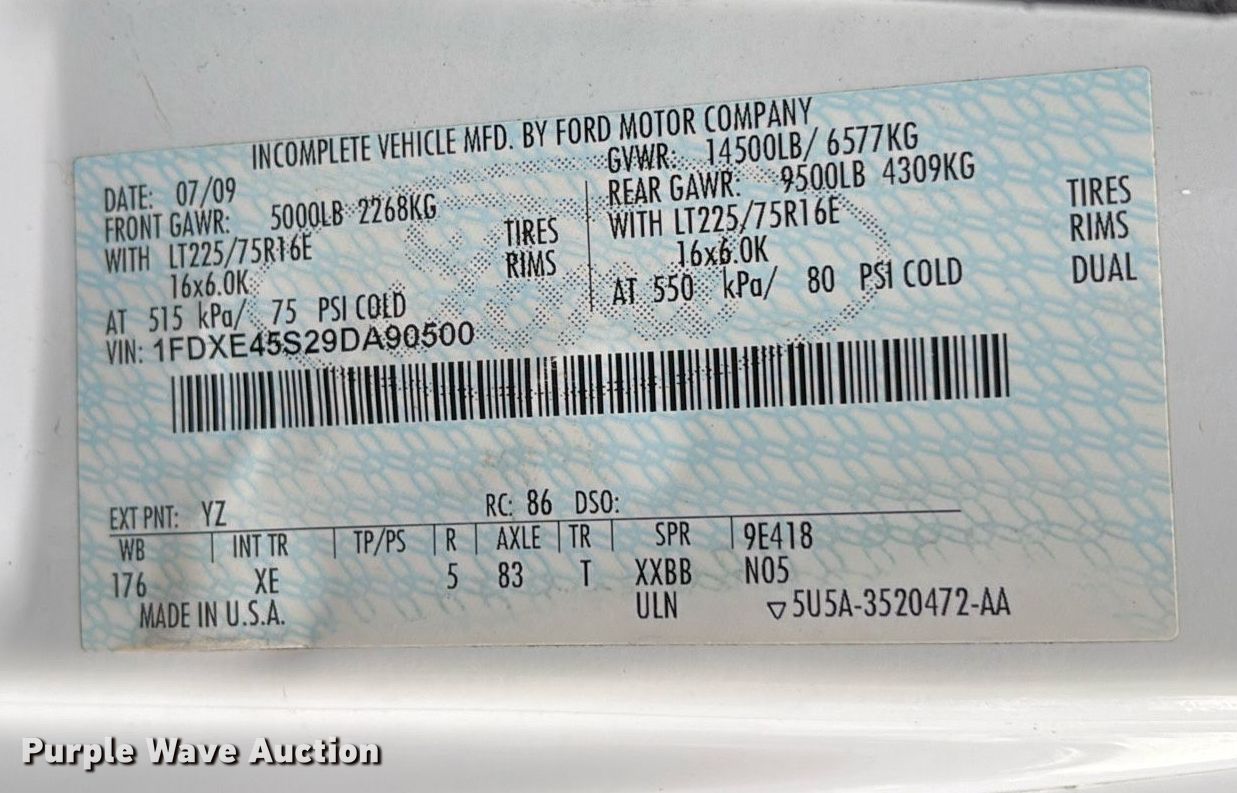 INCOMPLETE VEHICLE MFD. BY FORD MOTOR COMPANY
DATE: 07/09
GVWR: 14500LB/ 6577KG
FRONT GAWR: 5000LB 2268KG
REAR GAWR: 9500LB 4309KG
WITH LT225/75R16E TIRES
WITH LT225/75R16E TIRES
16x6.0K RIMS
16x6.0K RIMS
AT 515 kPa/ 75 PSI COLD
AT 550 kPa/ 80 PSI COLD DUAL
VIN: 1FDXE45S29DA90500
EXT PNT: YZ RC: 86 DSO:
WB | INT TR | TP/PS | R | AXLE | TR | SPR | 9E418
176 XE 5 83 T XXBB N05
MADE IN U.S.A. ULN ▽5U5A-3520472-AA
Purple Wave Auction